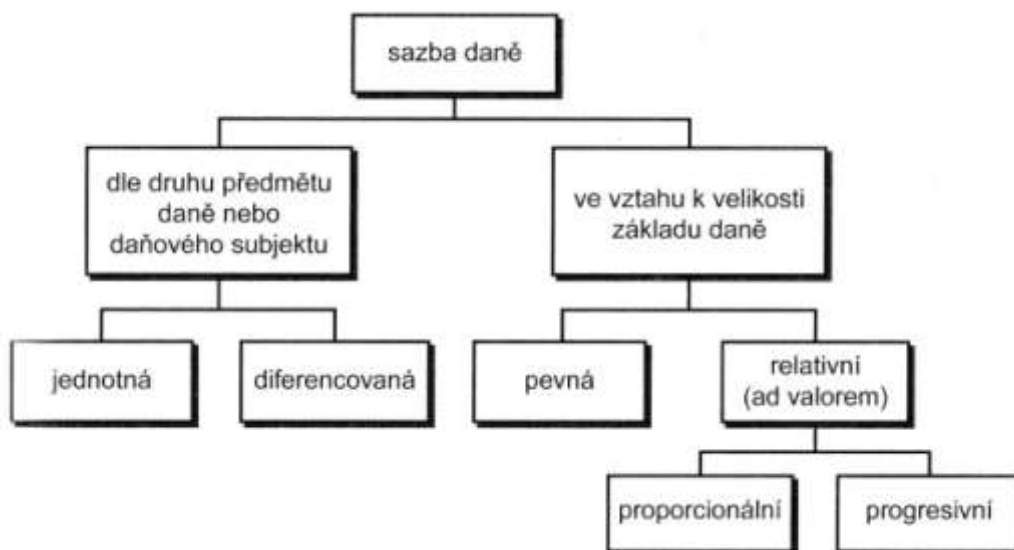 sazba daně
dle druhu předmětu
daně nebo
daňového subjektu
ve vztahu k velikosti
základu daně
jednotná
diferencovaná
pevná
relativní
(ad valorem)
proporcionální
progresivní